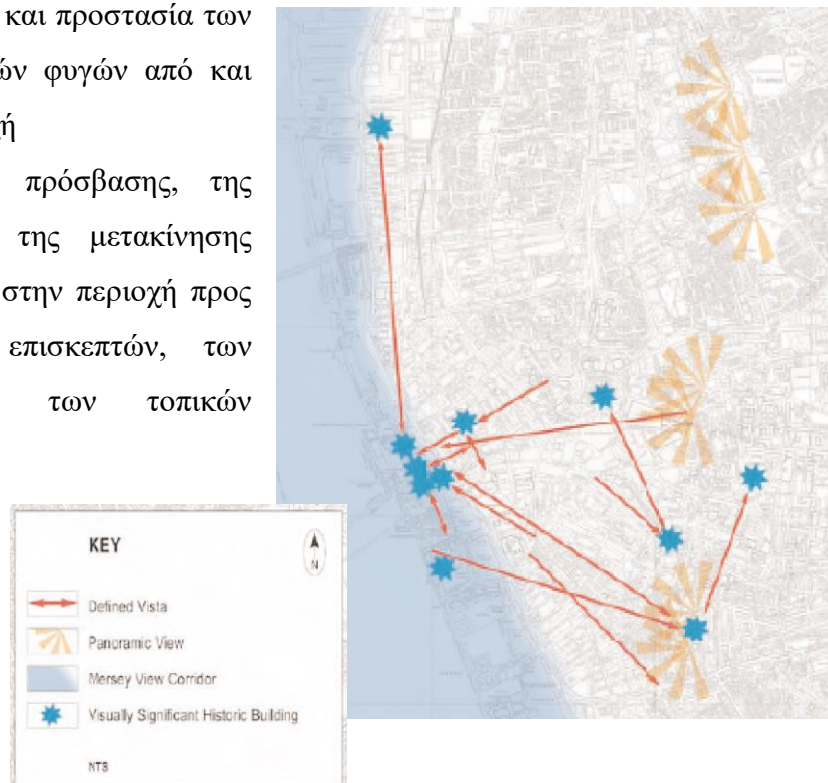 και προστασία των
ών φυγών από και
ή
πρόσβασης, της
της μετακίνησης
στην περιοχή προς
επισκεπτών, των
των τοπικών
KEY
N
Defined Vista
Panoramic View
Mersey View Corridor
Visually Significant Historic Building
NTS